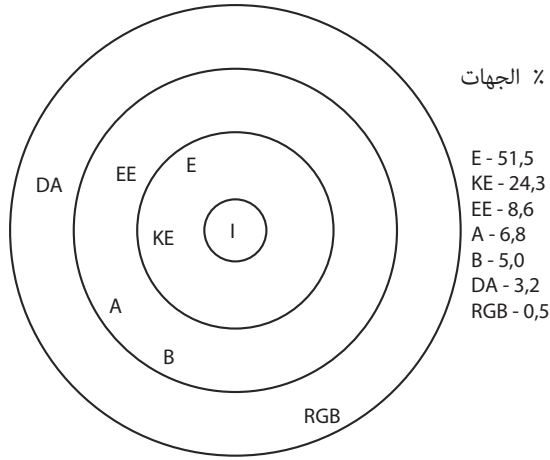 ٪ الجهات
E
EE
DA
I
KE
A
B
RGB
E - 51,5
KE - 24,3
EE - 8,6
A - 6,8
B - 5,0
DA - 3,2
RGB - 0,5